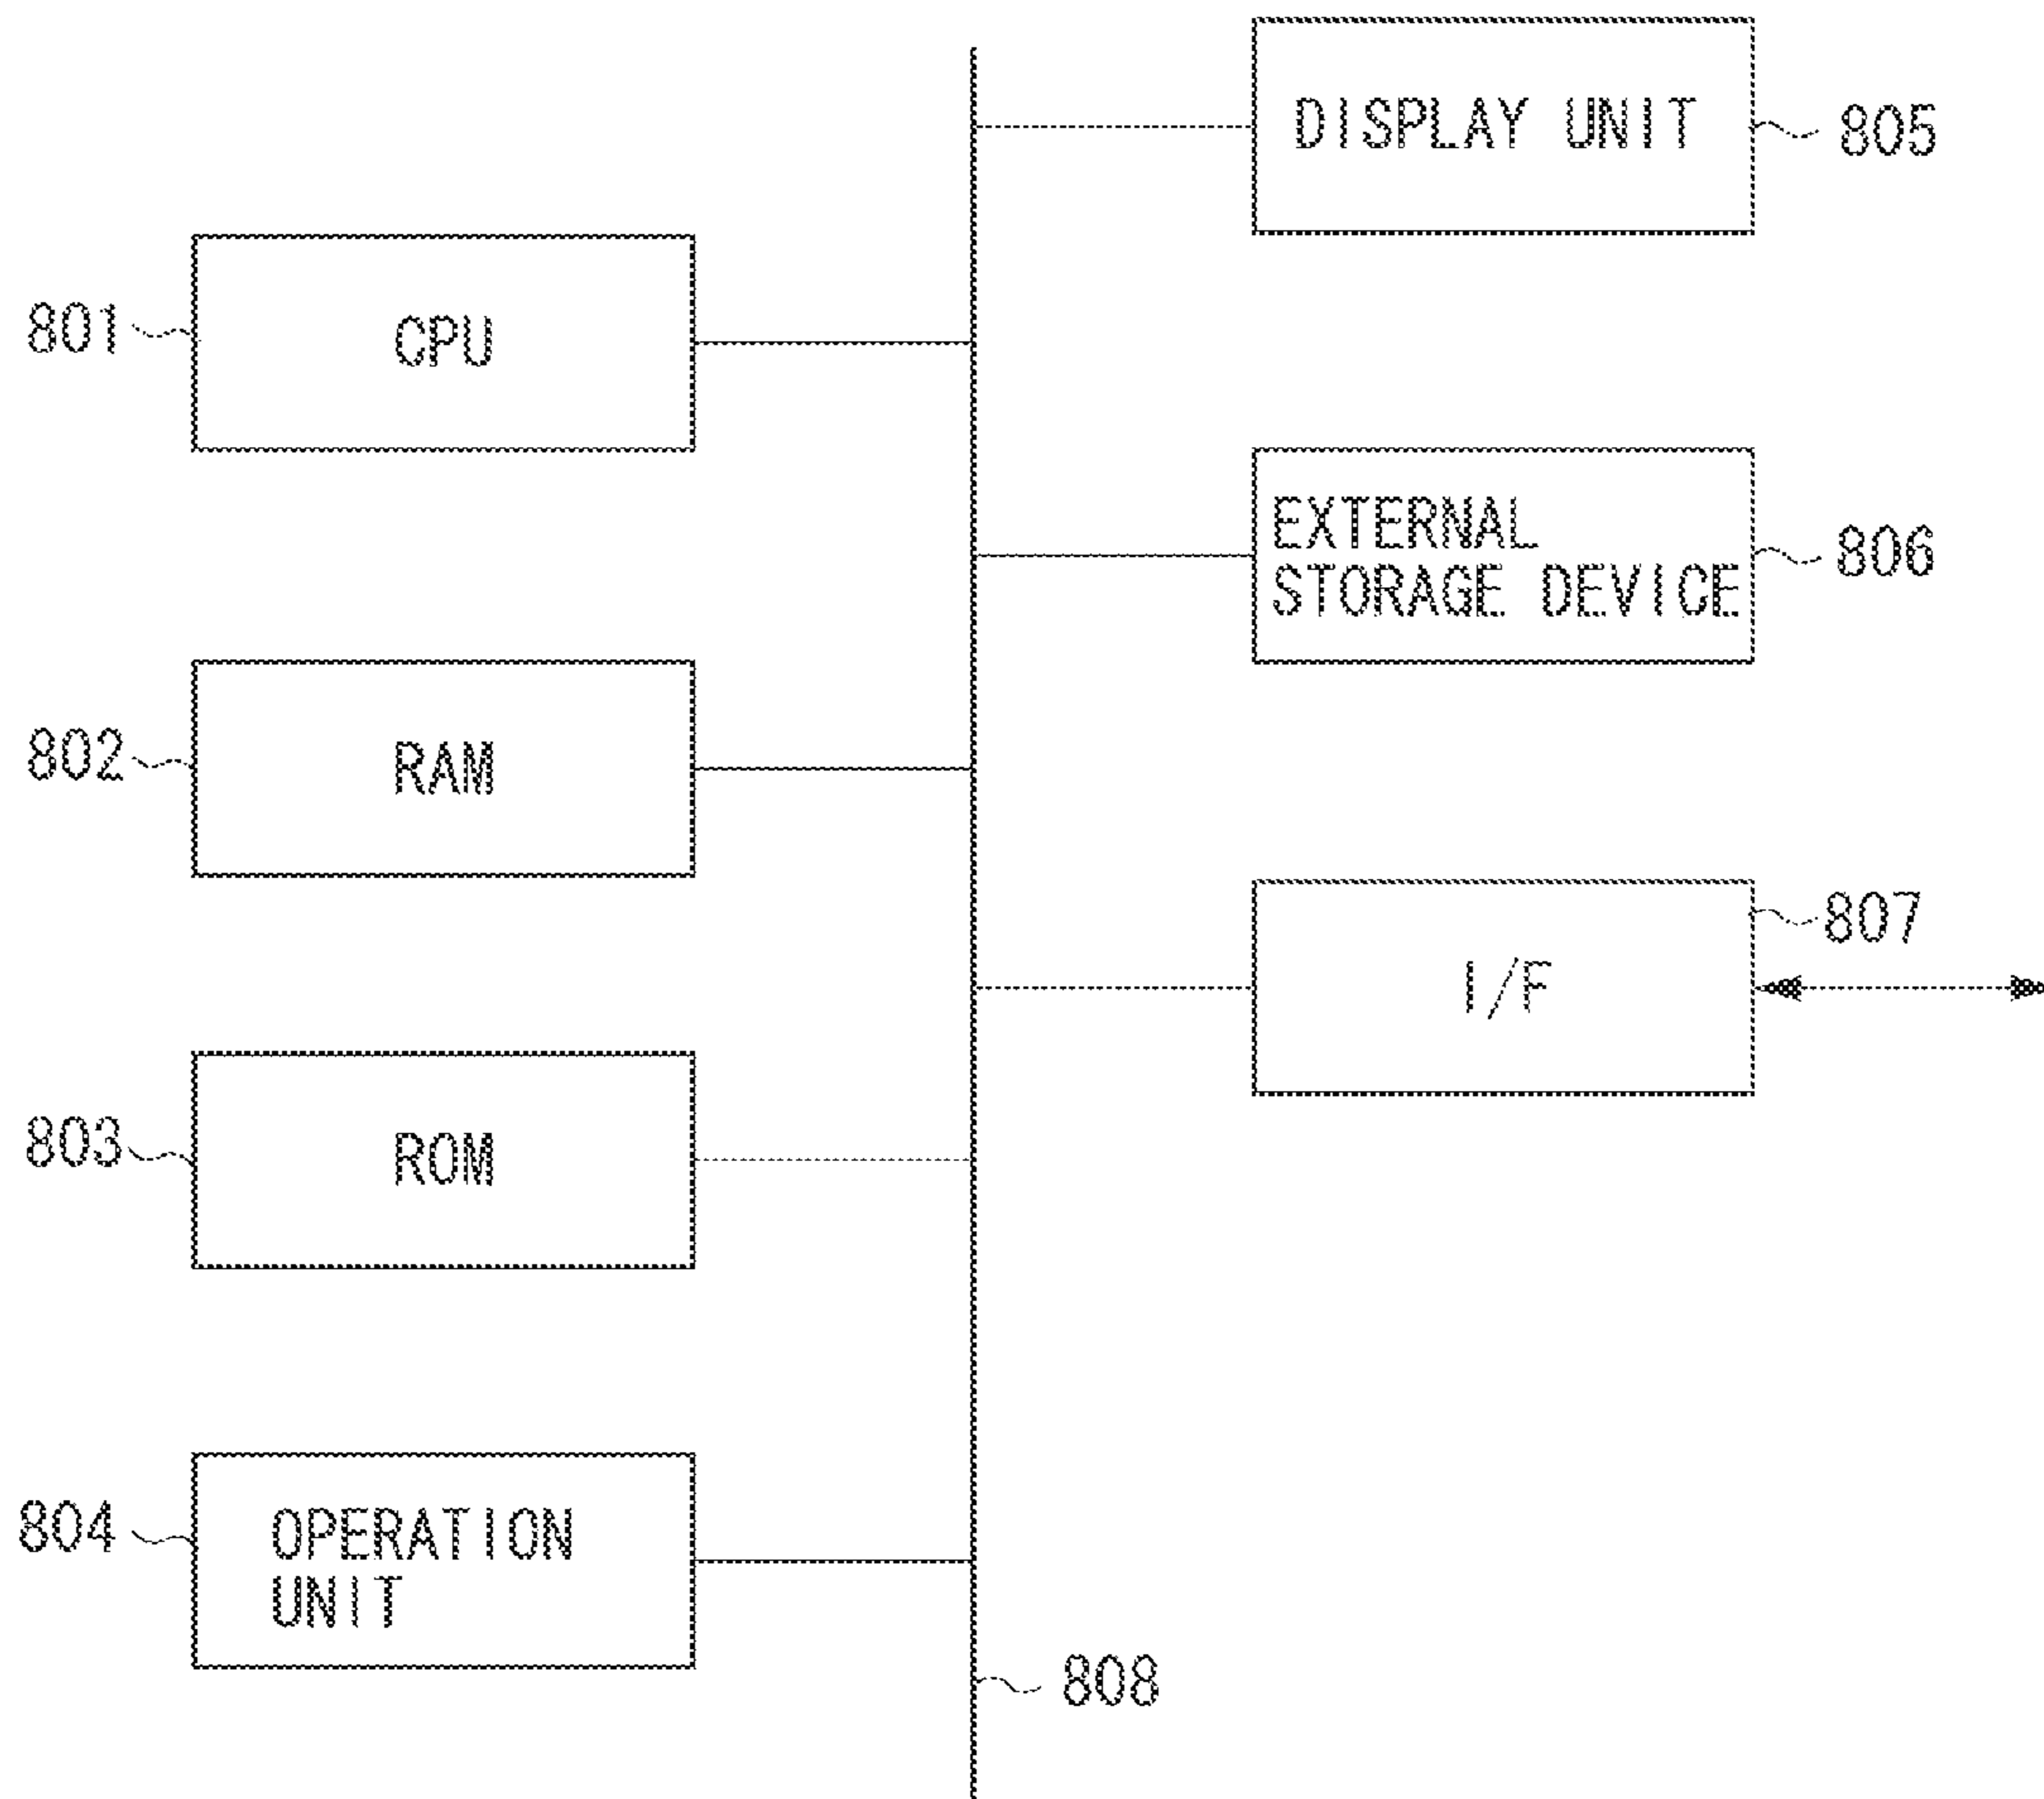 DISPLAY UNIT
805
801
CPU
EXTERNAL
STORAGE DEVICE
806
802
RAM
807
I/F
803
ROM
804
OPERATION
UNIT
808